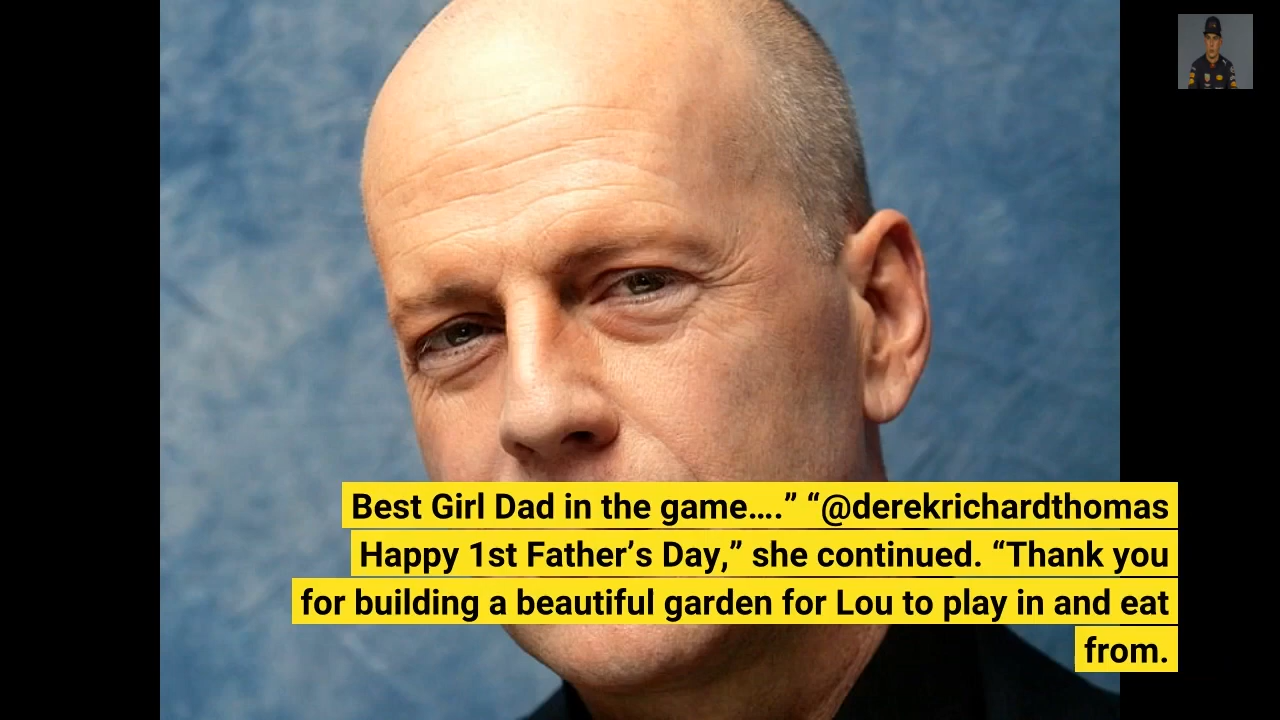 Best Girl Dad in the game….” “@derekrichardthomas
Happy 1st Father’s Day,” she continued. “Thank you
for building a beautiful garden for Lou to play in and eat
from.